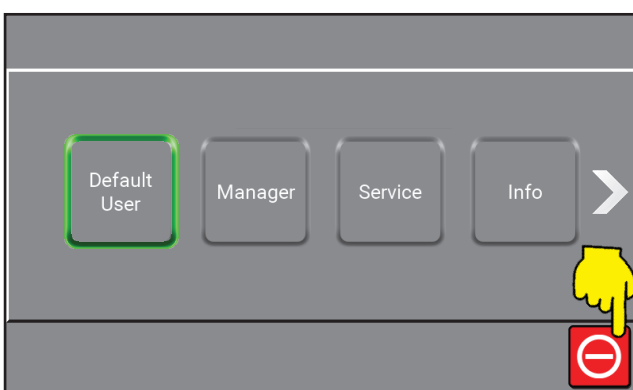 Default
User
Manager
Service
Info